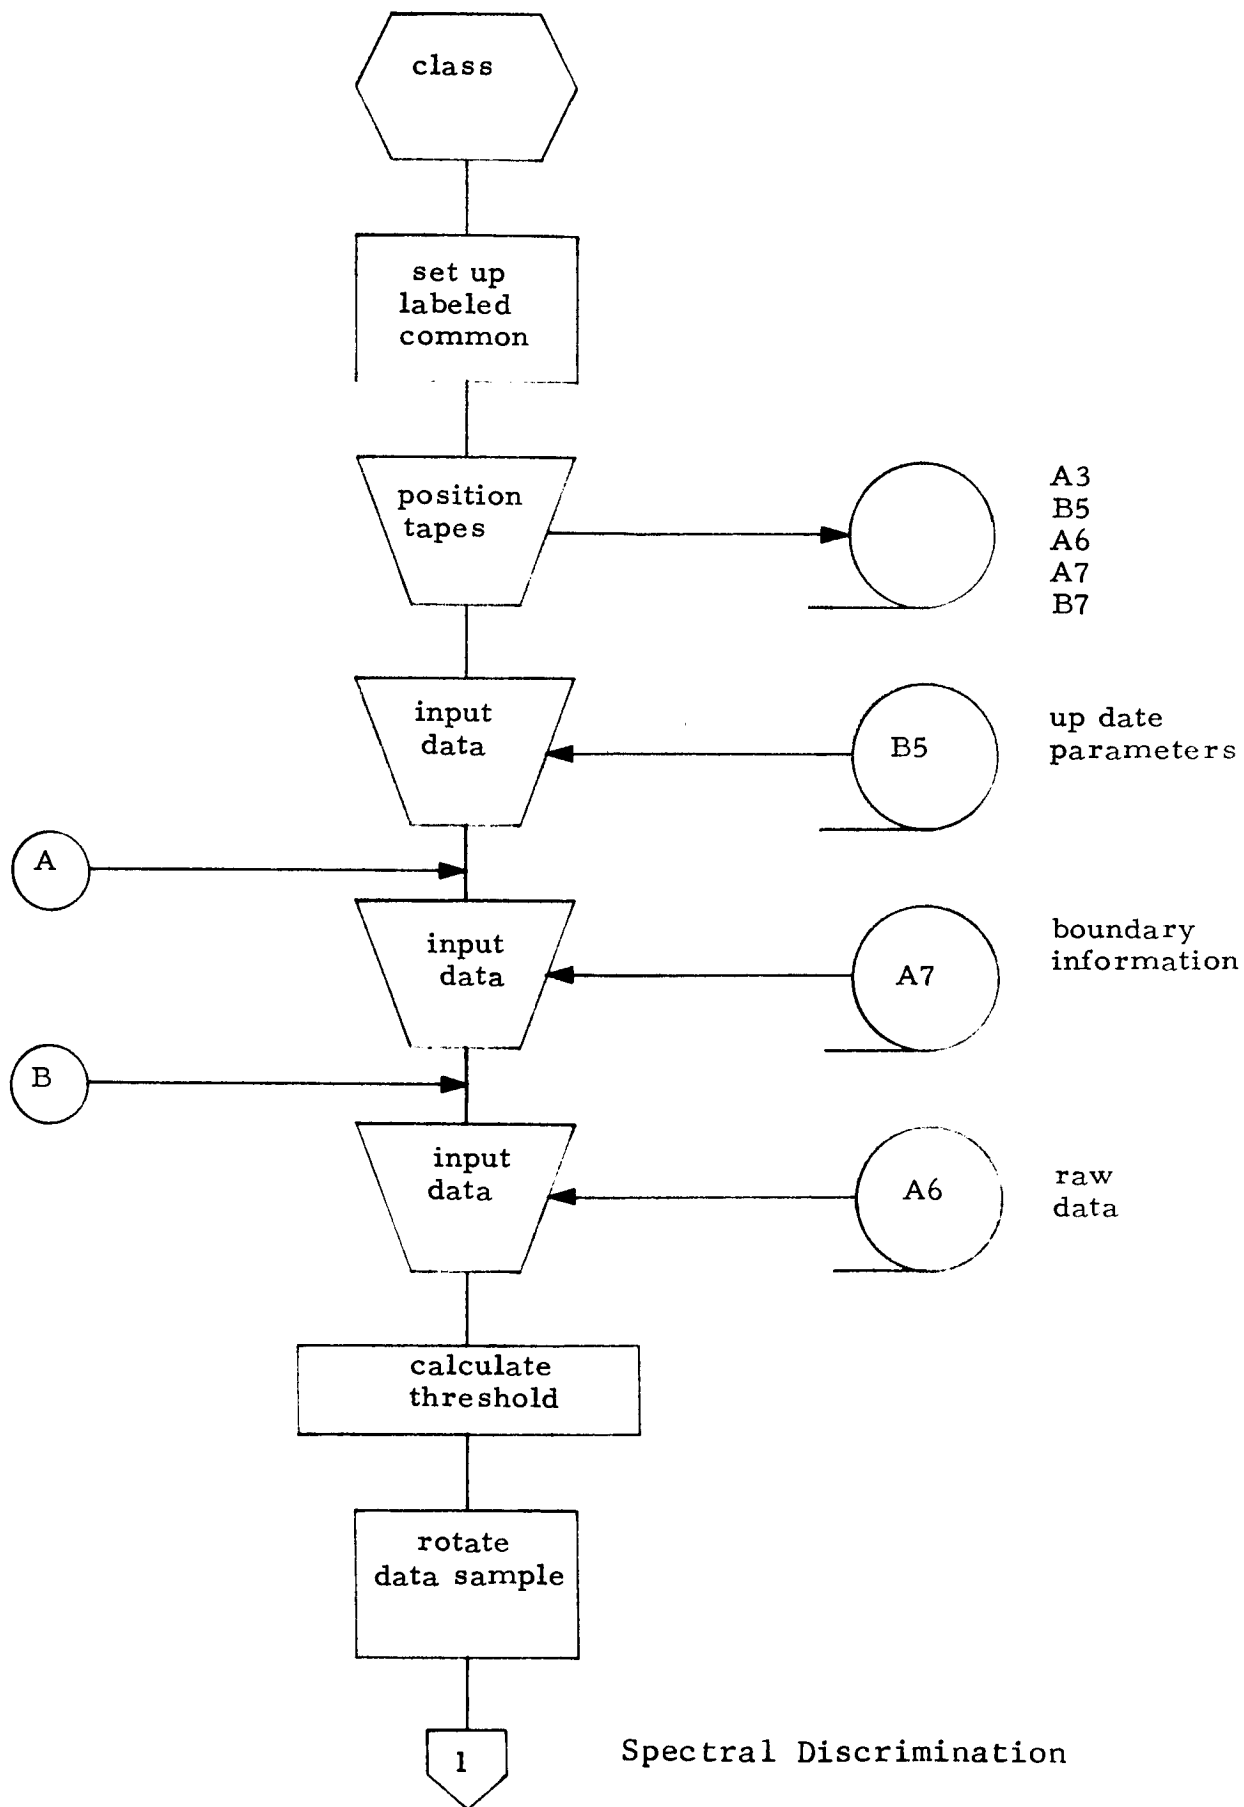 class
set up
labeled
common
position
tapes
A3
B5
A6
A7
B7
input
data
B5
up date
parameters
A
input
data
A7
boundary
information
B
input
data
A6
raw
data
calculate
threshold
rotate
data sample
1
Spectral Discrimination